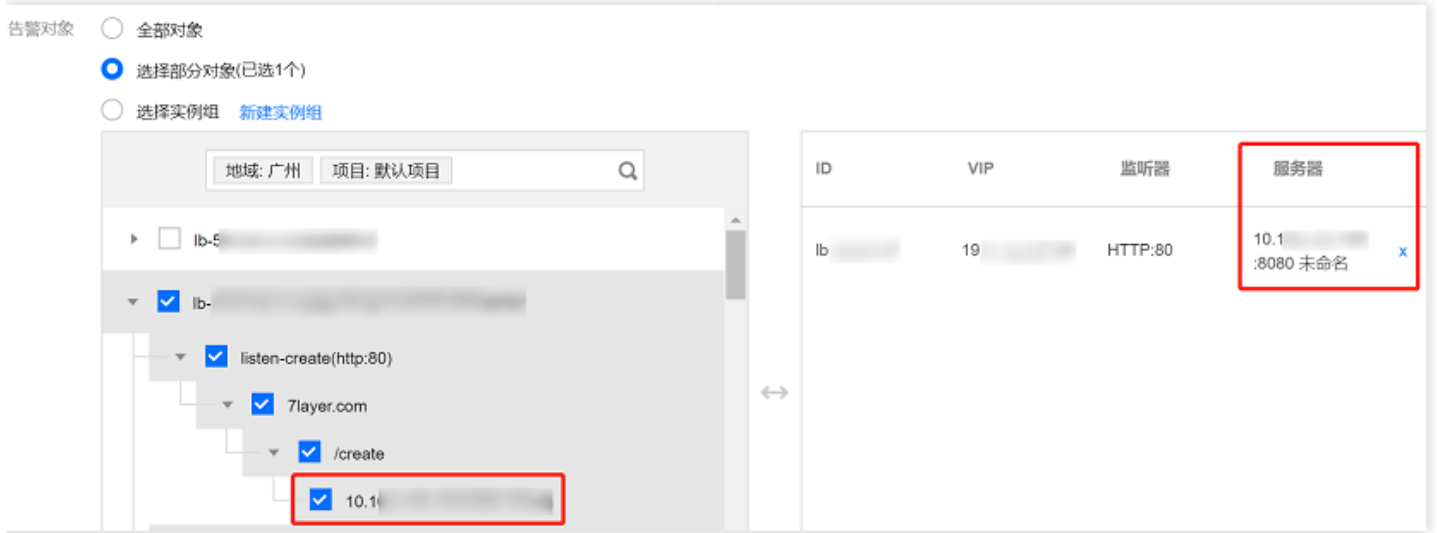 告警对象 全部对象
选择部分对象(已选1个)
选择实例组 新建实例组
地域: 广州 项目: 默认项目
ID VIP 监听器 服务器
lb-5
lb 19 HTTP:80 10.1
:8080 未命名 x
lb-
listen-create(http:80)
7layer.com
/create
10.1